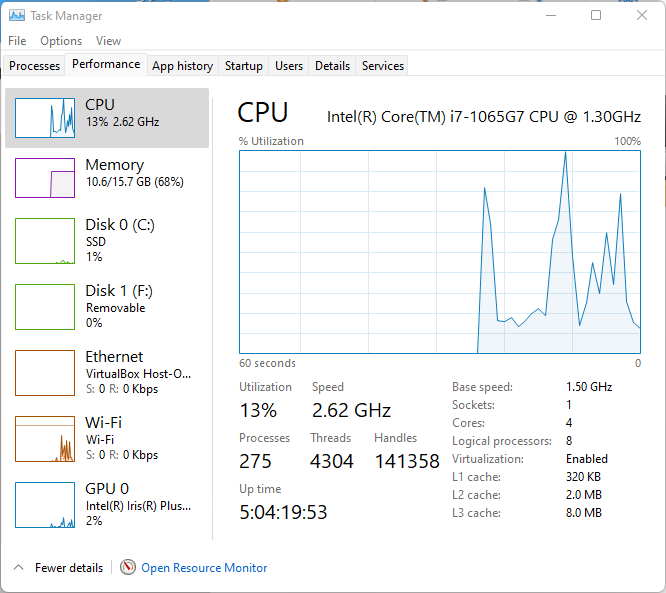 Task Manager
File Options View
Processes Performance App history Startup Users Details Services
CPU
13% 2.62 GHz
Memory
10.6/15.7 GB (68%)
Disk 0 (C:)
SSD
1%
Disk 1 (F:)
Removable
0%
Ethernet
VirtualBox Host-O...
S: 0 R: 0 Kbps
Wi-Fi
Wi-Fi
S: 0 R: 0 Kbps
GPU 0
Intel(R) Iris(R) Plus...
2%
CPU Intel(R) Core(TM) i7-1065G7 CPU @ 1.30GHz
% Utilization 100%
60 seconds 0
Utilization Speed
13% 2.62 GHz
Processes Threads Handles
275 4304 141358
Up time
5:04:19:53
Base speed: 1.50 GHz
Sockets: 1
Cores: 4
Logical processors: 8
Virtualization: Enabled
L1 cache: 320 KB
L2 cache: 2.0 MB
L3 cache: 8.0 MB
Fewer details Open Resource Monitor